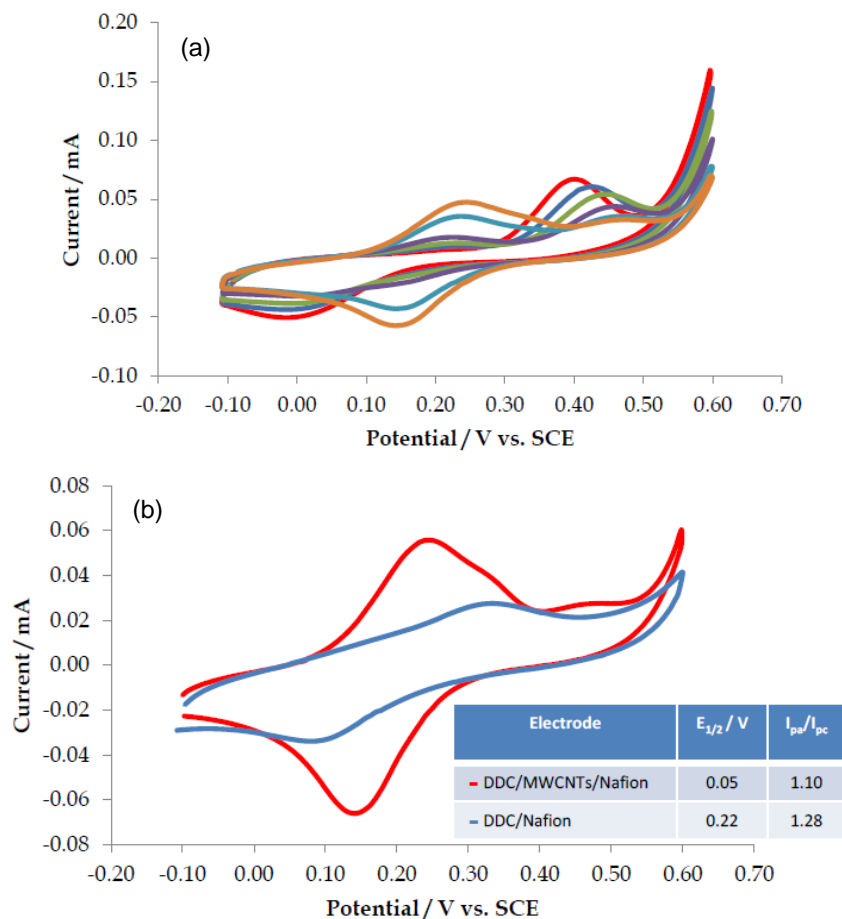 (a)
0.20
0.15
0.10
0.05
0.00
-0.05
-0.10
Current / mA
-0.20 -0.10 0.00 0.10 0.20 0.30 0.40 0.50 0.60 0.70
Potential / V vs. SCE
(b)
0.08
0.06
0.04
0.02
0.00
-0.02
-0.04
-0.06
-0.08
Current / mA
Electrode E1/2 / V Ipa/Ipc
DDC/MWCNTs/Nafion 0.05 1.10
DDC/Nafion 0.22 1.28
-0.20 -0.10 0.00 0.10 0.20 0.30 0.40 0.50 0.60 0.70
Potential / V vs. SCE